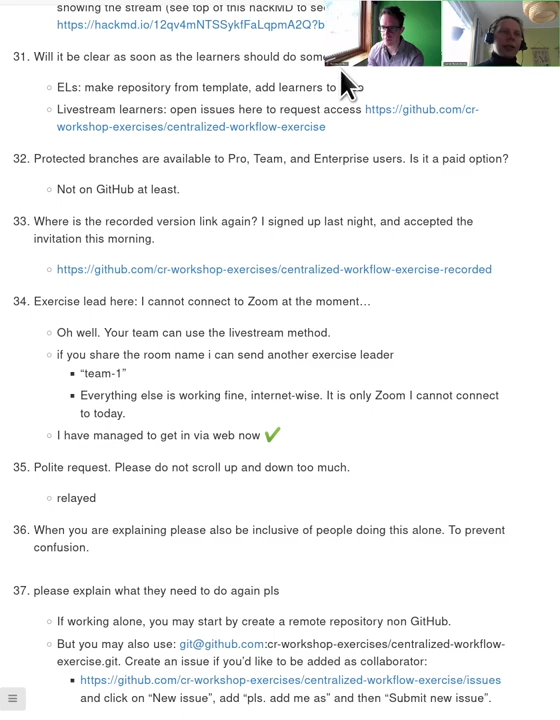 showing the stream (see top of this hackMD to see
https://hackmd.io/12qv4mNTSSykfFaLqpmA2Q?b
31. Will it be clear as soon as the learners should do some
ELs: make repository from template, add learners to
Livestream learners: open issues here to request access https://github.com/cr-
workshop-exercises/centralized-workflow-exercise
32. Protected branches are available to Pro, Team, and Enterprise users. Is it a paid option?
Not on GitHub at least.
33. Where is the recorded version link again? I signed up last night, and accepted the
invitation this morning.
https://github.com/cr-workshop-exercises/centralized-workflow-exercise-recorded
34. Exercise lead here: I cannot connect to Zoom at the moment…
Oh well. Your team can use the livestream method.
if you share the room name i can send another exercise leader
“team-1”
Everything else is working fine, internet-wise. It is only Zoom I cannot connect
to today.
I have managed to get in via web now ✔
35. Polite request. Please do not scroll up and down too much.
relayed
36. When you are explaining please also be inclusive of people doing this alone. To prevent
confusion.
37. please explain what they need to do again pls
If working alone, you may start by create a remote repository non GitHub.
But you may also use: git@github.com:cr-workshop-exercises/centralized-workflow-
exercise.git. Create an issue if you’d like to be added as collaborator:
https://github.com/cr-workshop-exercises/centralized-workflow-exercise/issues
and click on “New issue”, add “pls. add me as” and then “Submit new issue”.